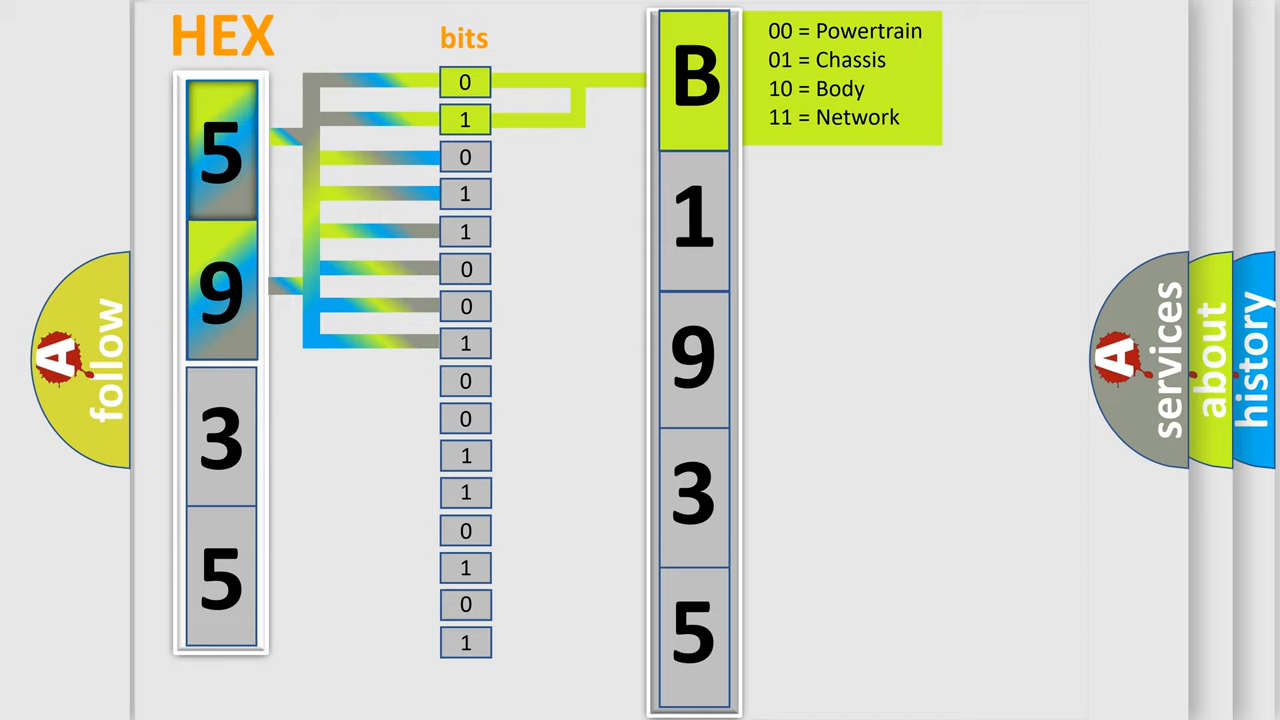 HEX
bits
5
9
3
5
0
1
0
1
1
0
0
1
0
0
1
1
0
1
0
1
B
1
9
3
5
00 = Powertrain
01 = Chassis
10 = Body
11 = Network
A
follow
A
services
about
history